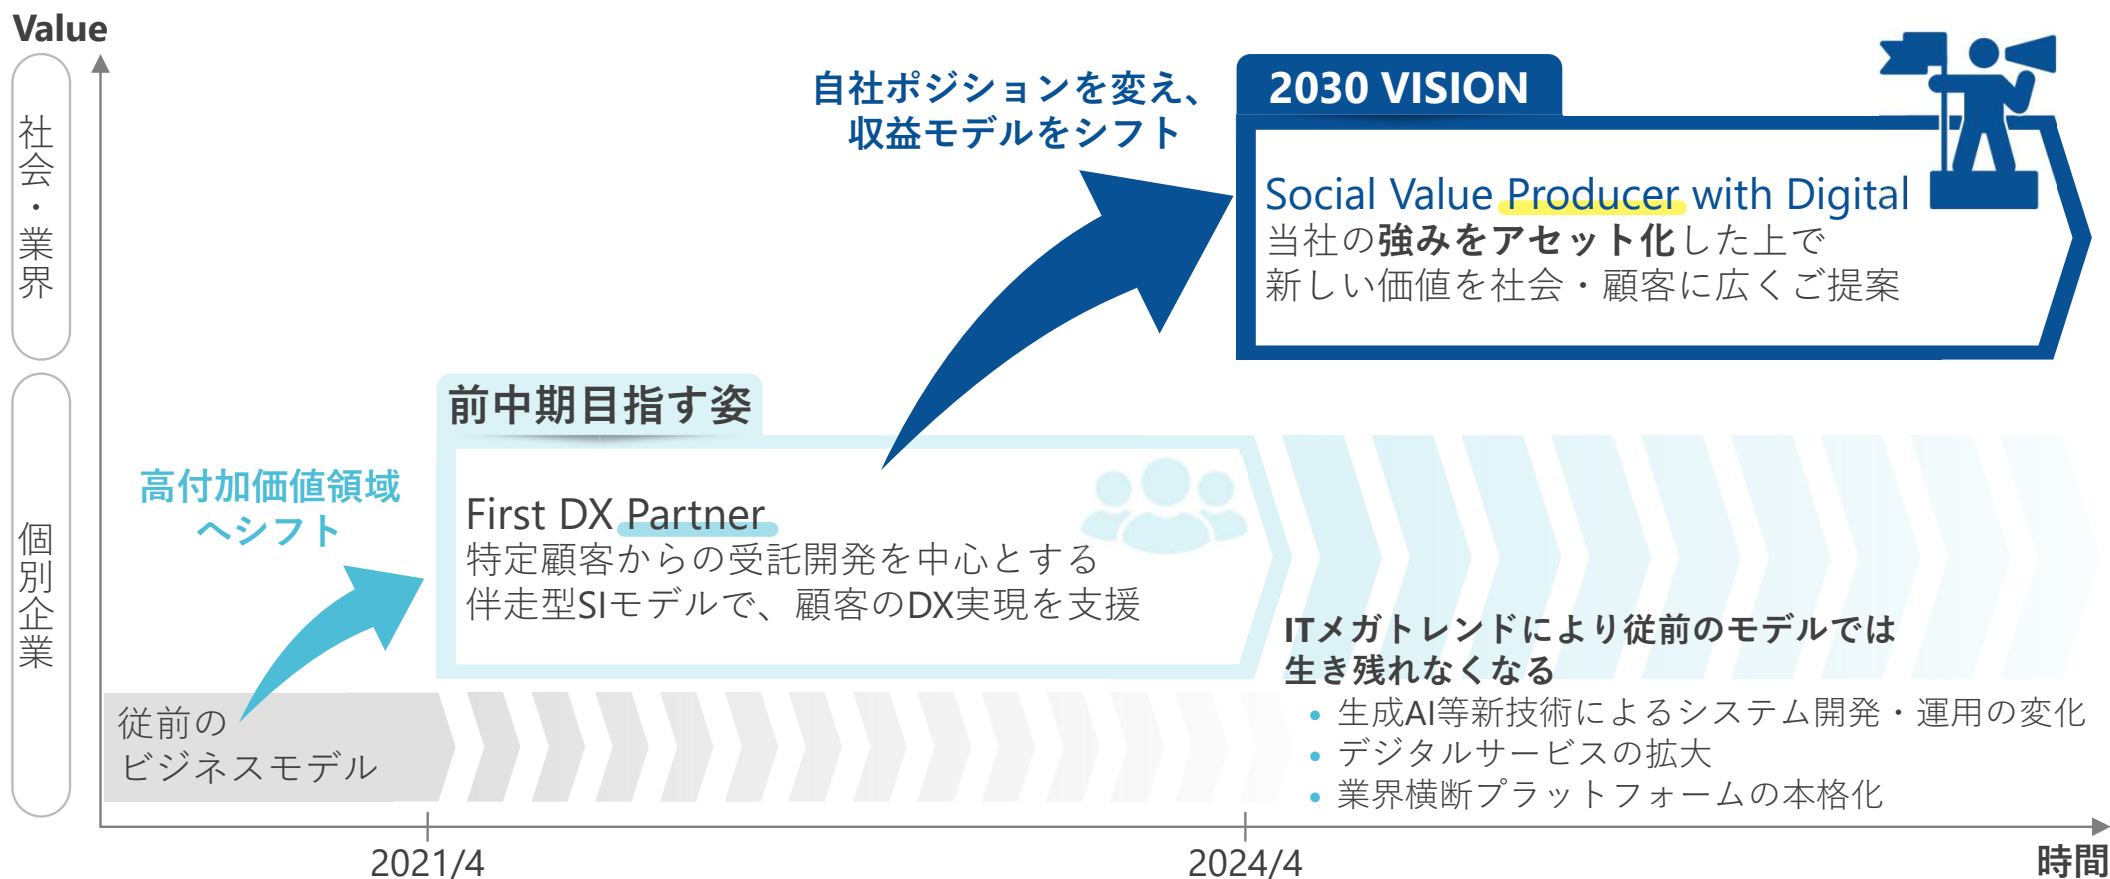 Value
社会・業界
個別企業
自社ポジションを変え、
収益モデルをシフト
2030 VISION
Social Value Producer with Digital
当社の強みをアセット化した上で
新しい価値を社会・顧客に広くご提案
前中期目指す姿
高付加価値領域
へシフト
First DX Partner
特定顧客からの受託開発を中心とする
伴走型SIモデルで、顧客のDX実現を支援
従前の
ビジネスモデル
ITメガトレンドにより従前のモデルでは
生き残れなくなる
• 生成AI等新技術によるシステム開発・運用の変化
• デジタルサービスの拡大
• 業界横断プラットフォームの本格化
2021/4
2024/4
時間